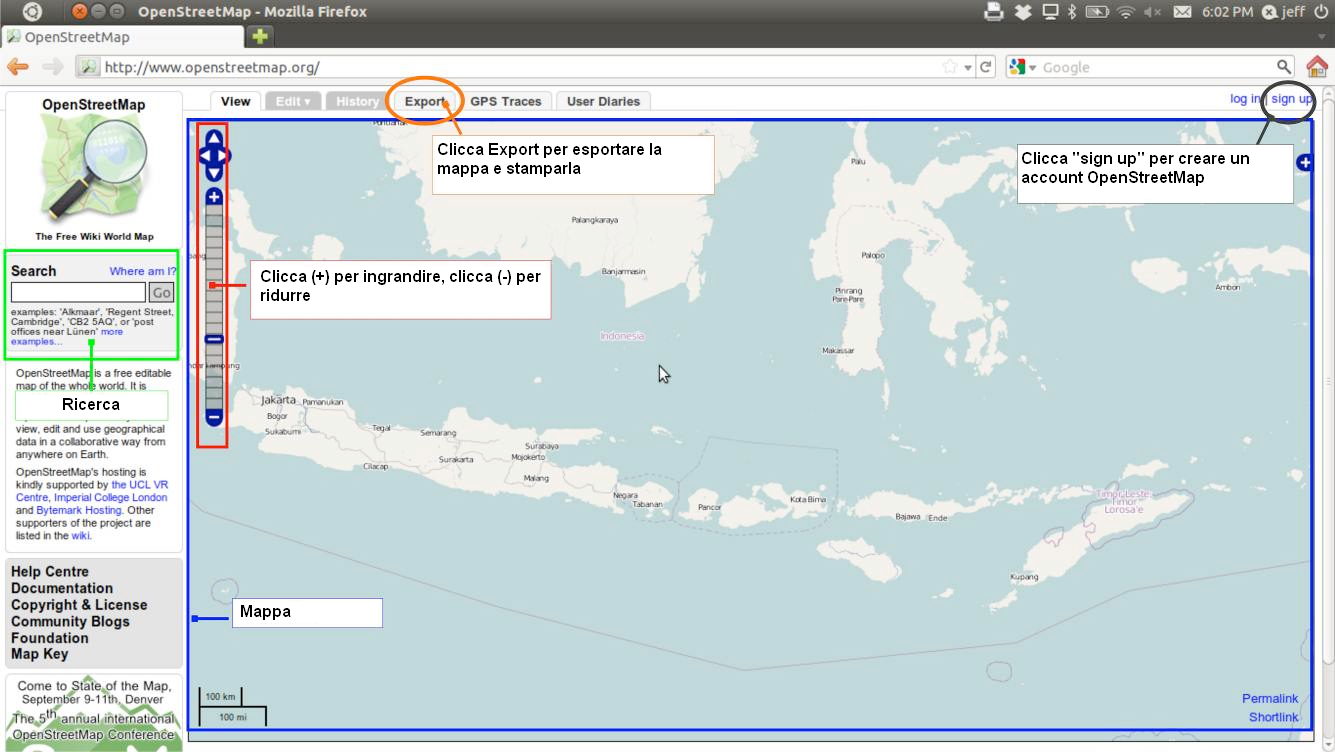 OpenStreetMap - Mozilla Firefox
6:02 PM
jeff
OpenStreetMap
http://www.openstreetmap.org/
Google
OpenStreetMap
The Free Wiki World Map
View
Edit
History
Export
GPS Traces
User Diaries
log in | sign up
Clicca Export per esportare la
mappa e stamparla
Clicca "sign up" per creare un
account OpenStreetMap
Clicca (+) per ingrandire, clicca (-) per
ridurre
Search
Where am I?
Go
examples: 'Alkmaar', 'Regent Street,
Cambridge', 'CB2 5AQ', or 'post
offices near Lünen' more
examples...
OpenStreetMap is a free editable
map of the whole world. It is
Ricerca
view, edit and use geographical
data in a collaborative way from
anywhere on Earth.
OpenStreetMap's hosting is
kindly supported by the UCL VR
Centre, Imperial College London
and Bytemark Hosting. Other
supporters of the project are
listed in the wiki.
Help Centre
Documentation
Copyright & License
Community Blogs
Foundation
Map Key
Come to State of the Map,
September 9-11th, Denver
The 5th annual international
OpenStreetMap Conference
Palu
Palangkaraya
Palopo
Banjarmasin
Pinrang
Pare-Pare
Ambon
Indonesia
Makassar
Jakarta
Pamanukan
Bogor
Sukabumi
Tegal
Semarang
Cilacap
Surakarta
Surabaya
Mojokerto
Malang
Negara
Tabanan
Pancor
Kota Bima
Bajawa
Ende
Timor-Leste,
Timor
Lorosa'e
Kupang
Mappa
100 km
100 mi
Permalink
Shortlink